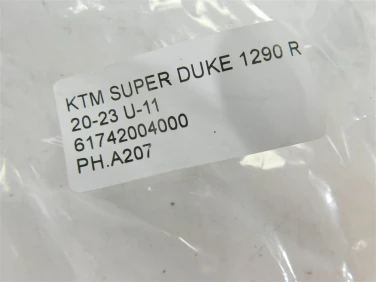 KTM SUPER DUKE 1290 R
20-23 U-11
61742004000
PH.A207